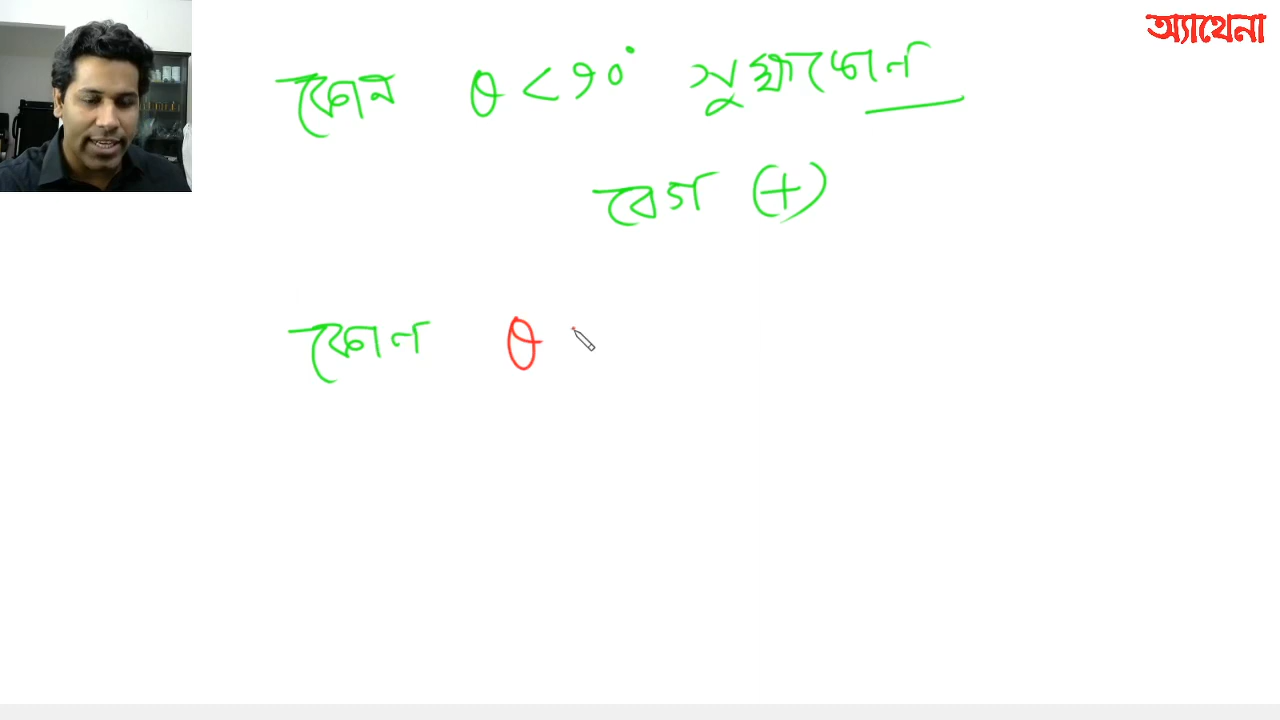 অ্যাথেনা
কোন θ < ৯০° সুক্ষ্মকোণ
বেগ (+)
কোণ θ